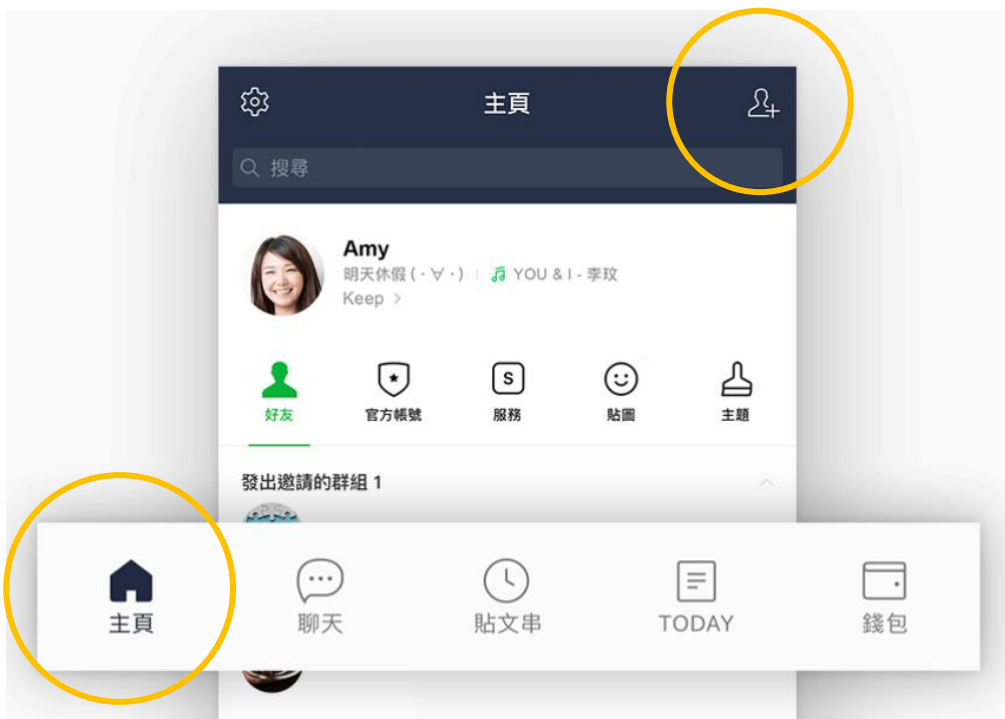 主頁
搜尋
Amy
明天休假 (・∀・) | YOU & I - 李玟
Keep >
好友 官方帳號 S 服務 貼圖 主題
發出邀請的群組 1
主頁 聊天 貼文串 TODAY 錢包